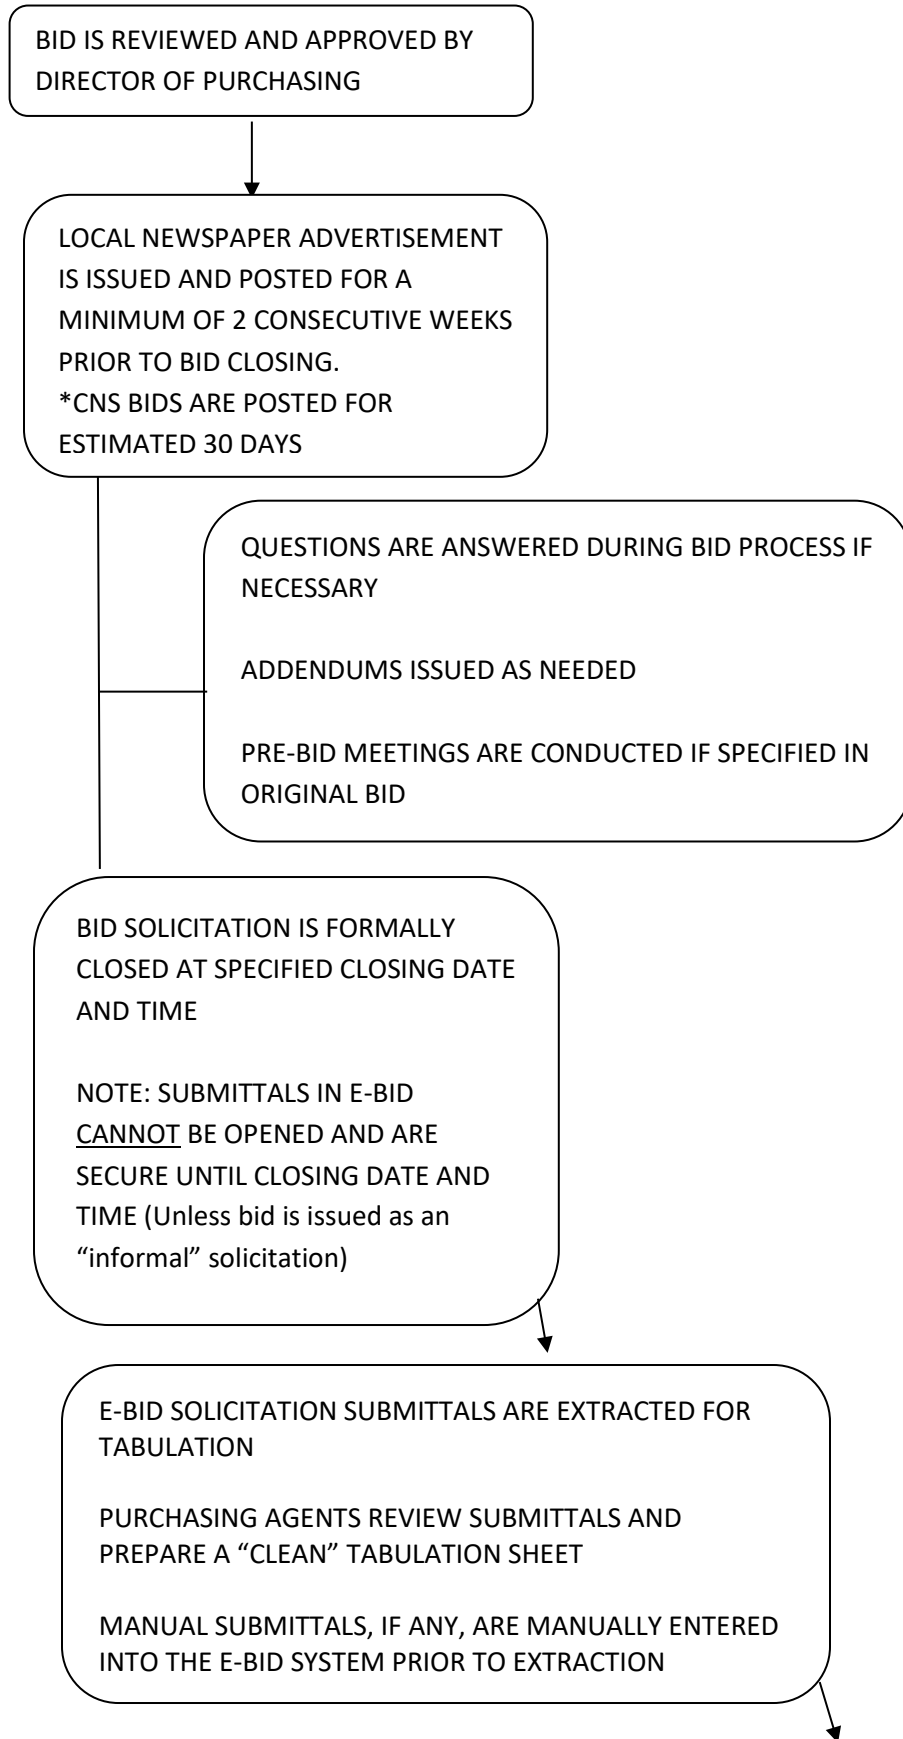 BID IS REVIEWED AND APPROVED BY
DIRECTOR OF PURCHASING
LOCAL NEWSPAPER ADVERTISEMENT
IS ISSUED AND POSTED FOR A
MINIMUM OF 2 CONSECUTIVE WEEKS
PRIOR TO BID CLOSING.
*CNS BIDS ARE POSTED FOR
ESTIMATED 30 DAYS
QUESTIONS ARE ANSWERED DURING BID PROCESS IF
NECESSARY
ADDENDUMS ISSUED AS NEEDED
PRE-BID MEETINGS ARE CONDUCTED IF SPECIFIED IN
ORIGINAL BID
BID SOLICITATION IS FORMALLY
CLOSED AT SPECIFIED CLOSING DATE
AND TIME
NOTE: SUBMITTALS IN E-BID
CANNOT BE OPENED AND ARE
SECURE UNTIL CLOSING DATE AND
TIME (Unless bid is issued as an
“informal” solicitation)
E-BID SOLICITATION SUBMITTALS ARE EXTRACTED FOR
TABULATION
PURCHASING AGENTS REVIEW SUBMITTALS AND
PREPARE A “CLEAN” TABULATION SHEET
MANUAL SUBMITTALS, IF ANY, ARE MANUALLY ENTERED
INTO THE E-BID SYSTEM PRIOR TO EXTRACTION